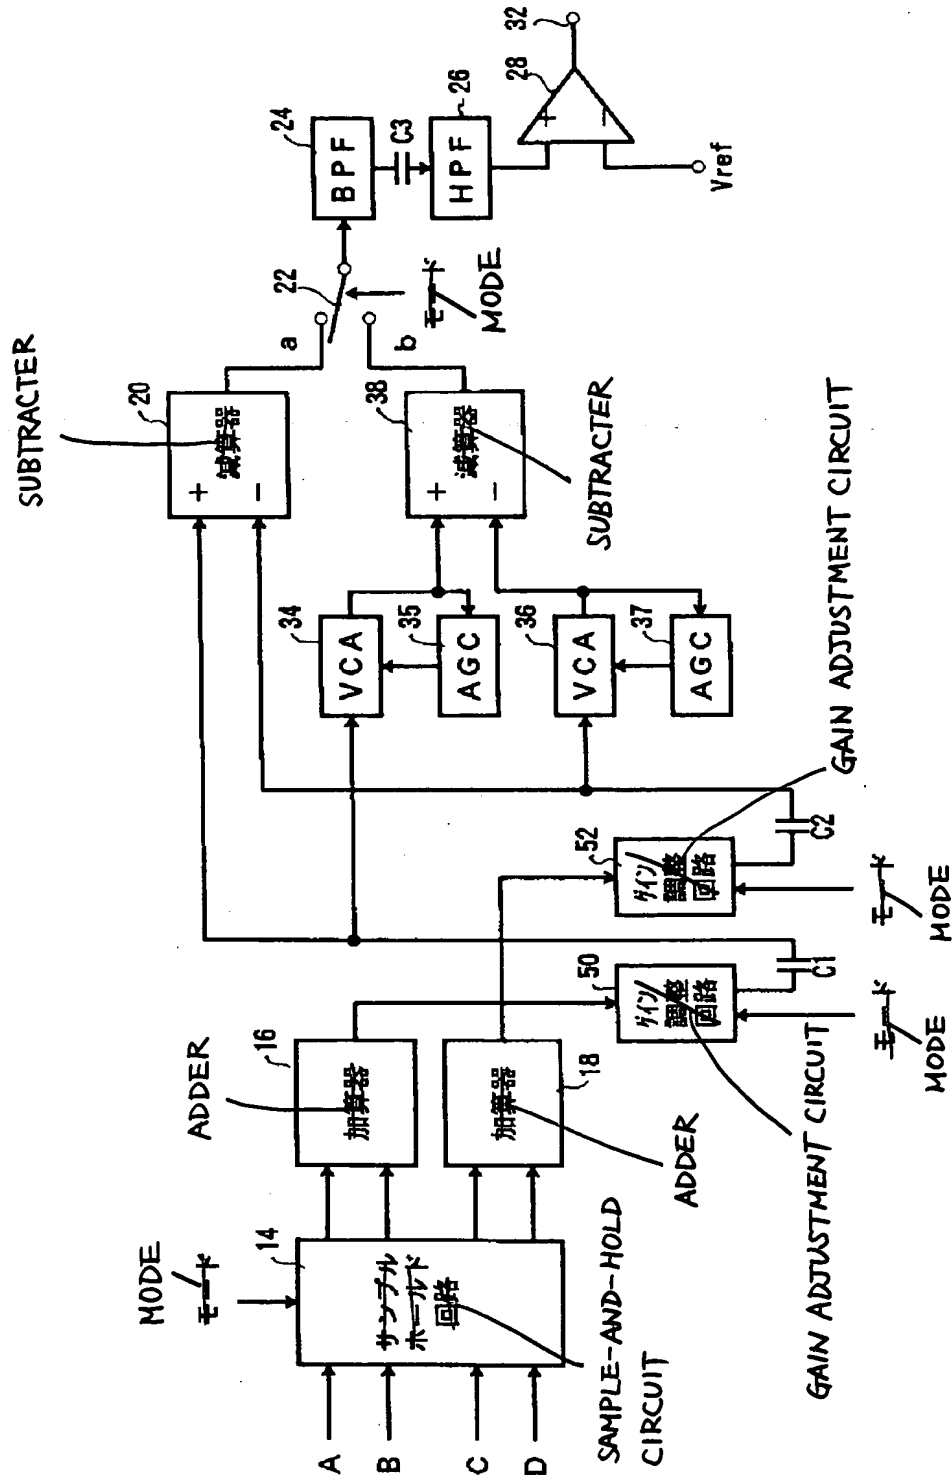 MODE
モード
A
B
C
D
14
サンプル
ホールド
回路
SAMPLE-AND-HOLD
CIRCUIT
ADDER
16
加算器
18
加算器
ADDER
50
ゲイン
調整
回路
C1
モード
MODE
GAIN ADJUSTMENT CIRCUIT
52
ゲイン
調整
回路
C2
モード
MODE
GAIN ADJUSTMENT CIRCUIT
34
VCA
35
AGC
36
VCA
37
AGC
SUBTRACTER
20
+
減算器
−
38
+
減算器
−
SUBTRACTER
a
b
22
モード
MODE
24
BPF
C3
26
HPF
28
+
−
32
Vref